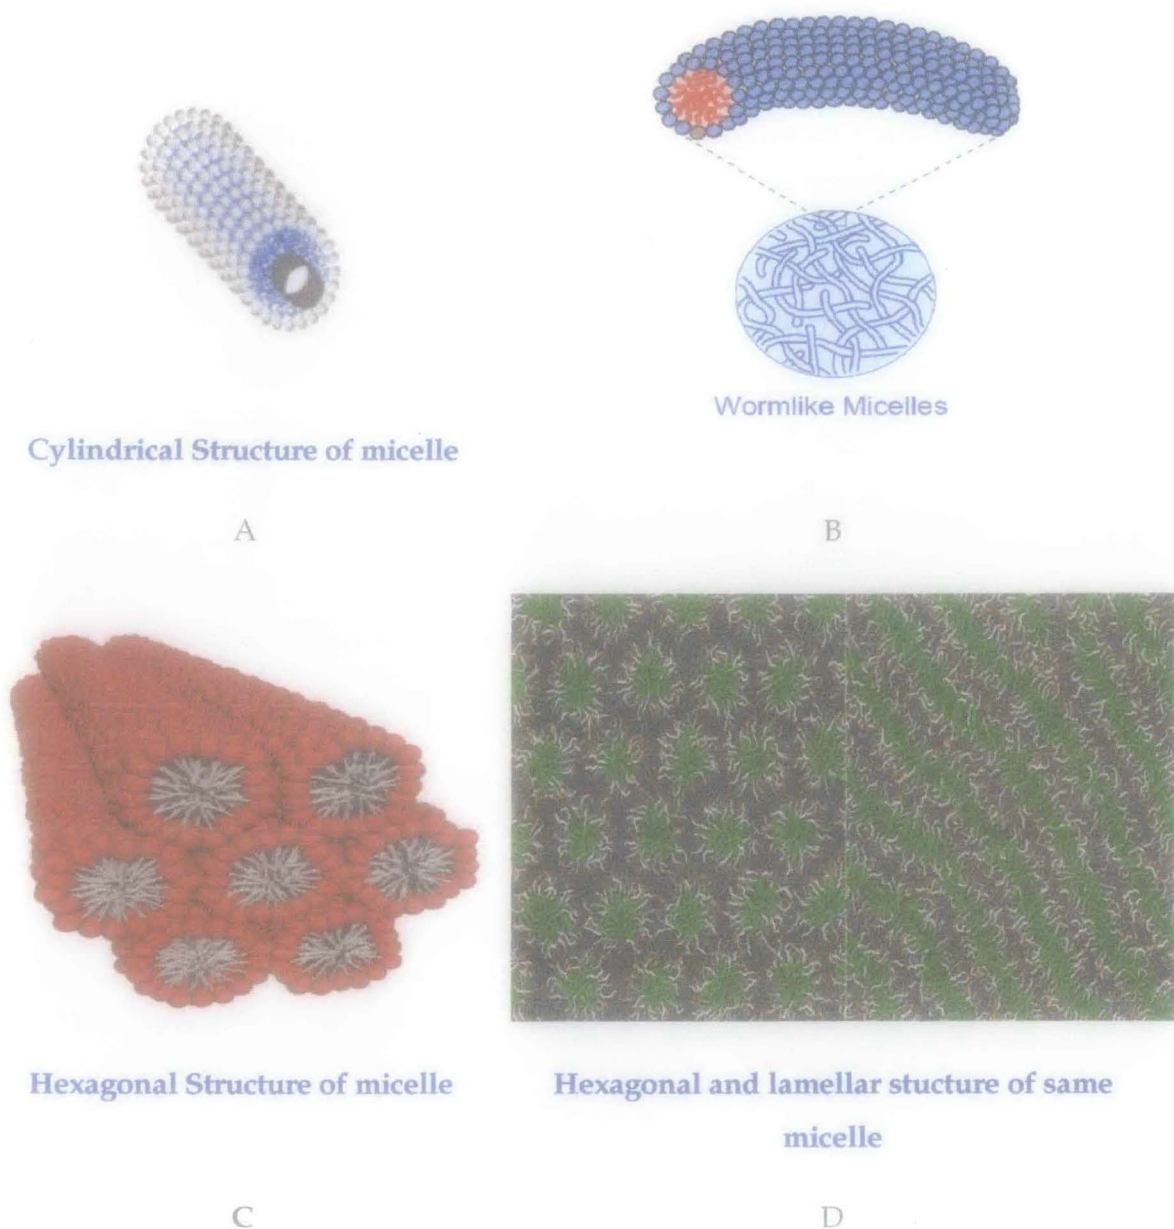 Wormlike Micelles
Cylindrical Structure of micelle
A
B
Hexagonal Structure of micelle
Hexagonal and lamellar stucture of same
micelle
C
D